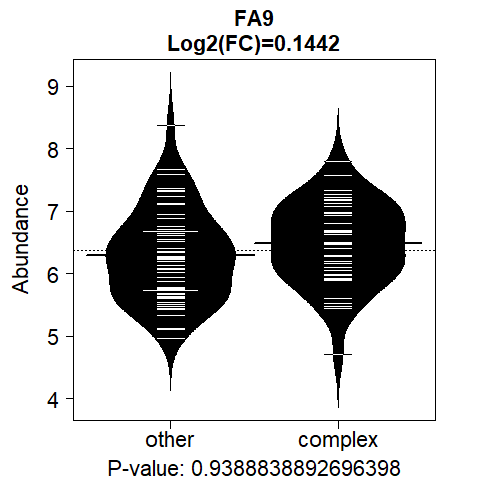 FA9
Log2(FC)=0.1442
9
8
7
6
5
4
Abundance
other complex
P-value: 0.9388838892696398